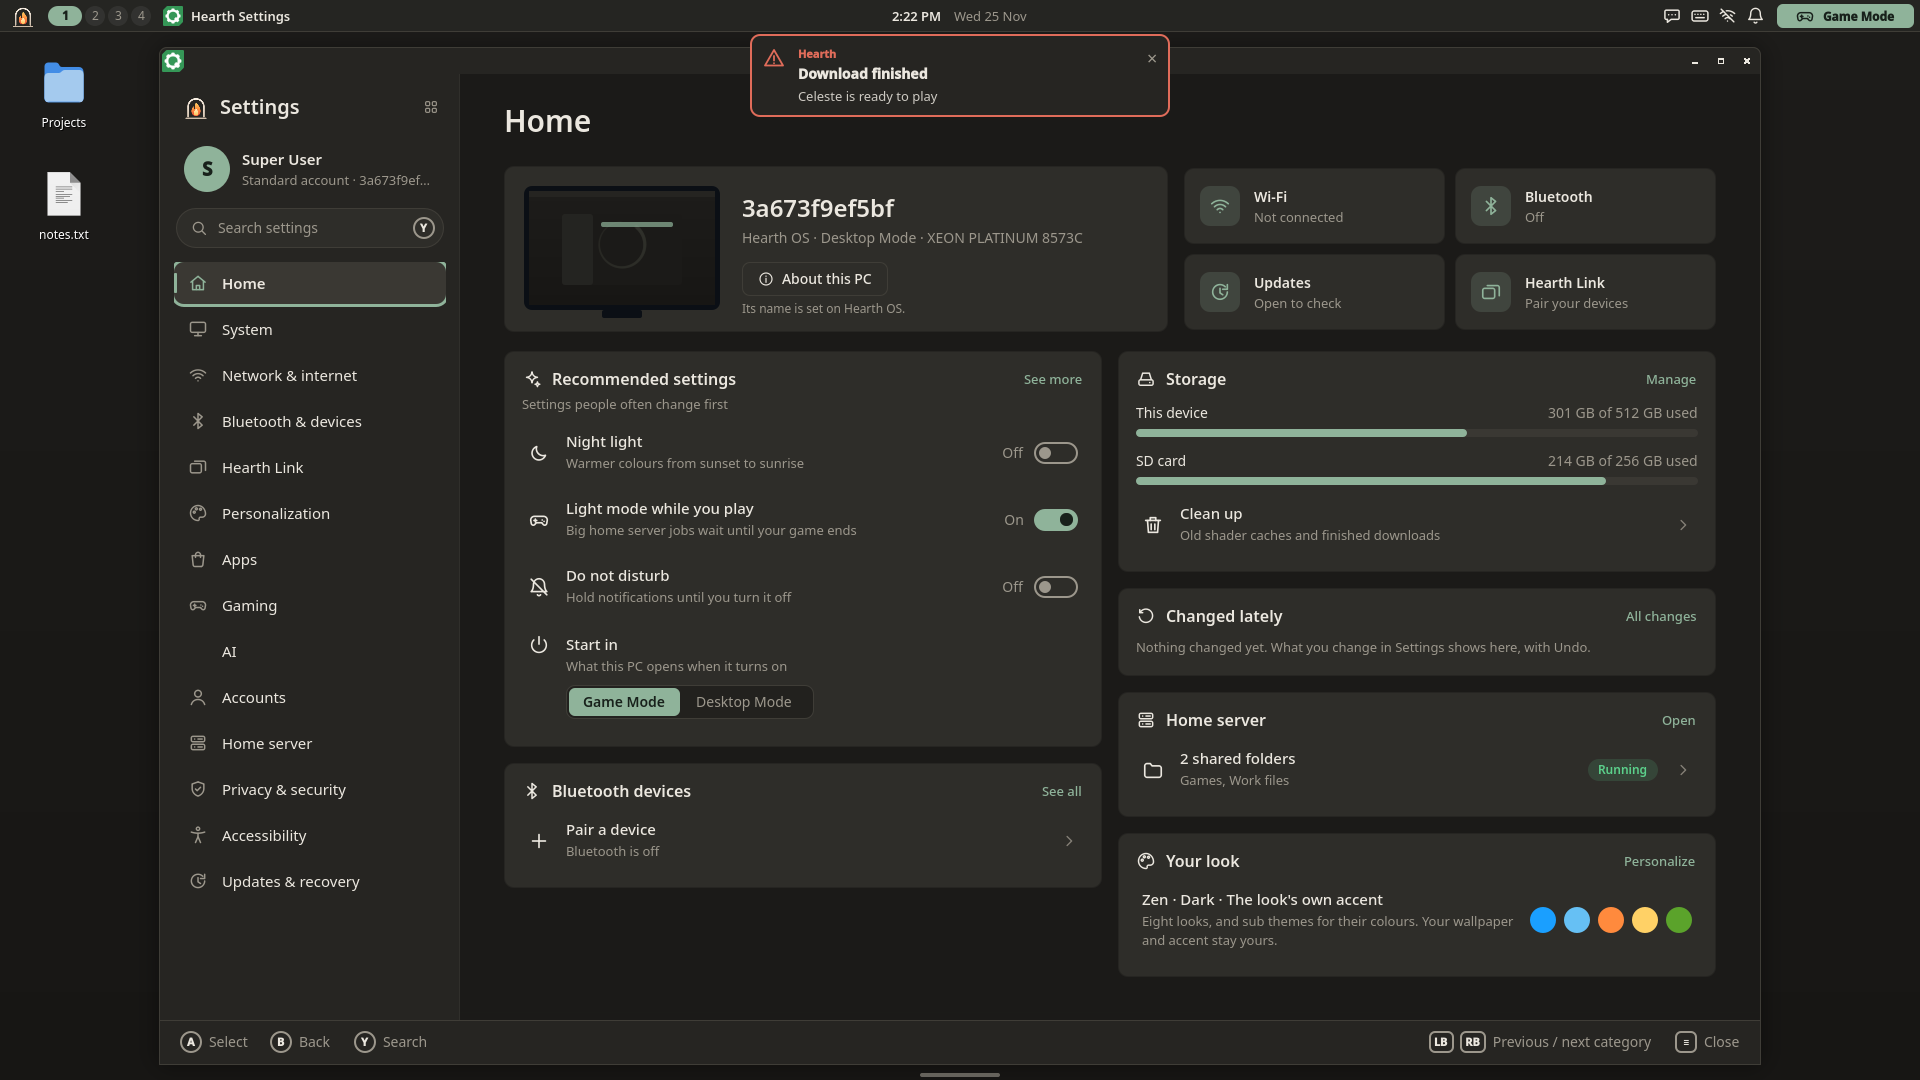 1 2 3 4 Hearth Settings
2:22 PM Wed 25 Nov
Game Mode
Projects
notes.txt
Hearth
Download finished
Celeste is ready to play
Settings
S
Super User
Standard account · 3a673f9ef...
Search settings Y
Home
System
Network & internet
Bluetooth & devices
Hearth Link
Personalization
Apps
Gaming
AI
Accounts
Home server
Privacy & security
Accessibility
Updates & recovery
Home
3a673f9ef5bf
Hearth OS · Desktop Mode · XEON PLATINUM 8573C
About this PC
Its name is set on Hearth OS.
Wi-Fi
Not connected
Bluetooth
Off
Updates
Open to check
Hearth Link
Pair your devices
Recommended settings See more
Settings people often change first
Night light
Warmer colours from sunset to sunrise
Off
Light mode while you play
Big home server jobs wait until your game ends
On
Do not disturb
Hold notifications until you turn it off
Off
Start in
What this PC opens when it turns on
Game Mode Desktop Mode
Bluetooth devices See all
Pair a device
Bluetooth is off
Storage Manage
This device 301 GB of 512 GB used
SD card 214 GB of 256 GB used
Clean up
Old shader caches and finished downloads
Changed lately All changes
Nothing changed yet. What you change in Settings shows here, with Undo.
Home server Open
2 shared folders
Games, Work files
Running
Your look Personalize
Zen · Dark · The look's own accent
Eight looks, and sub themes for their colours. Your wallpaper
and accent stay yours.
A Select B Back Y Search
LB RB Previous / next category Close